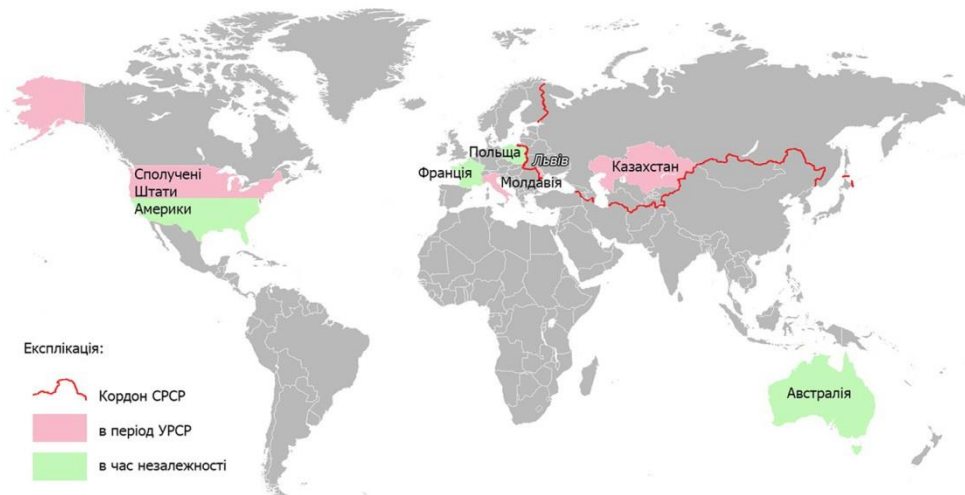 Польща
Львів
Франція
Молдавія
Казахстан
Сполучені
Штати
Америки
Австралія
Експлікація:
Кордон СРСР
в період УРСР
в час незалежності